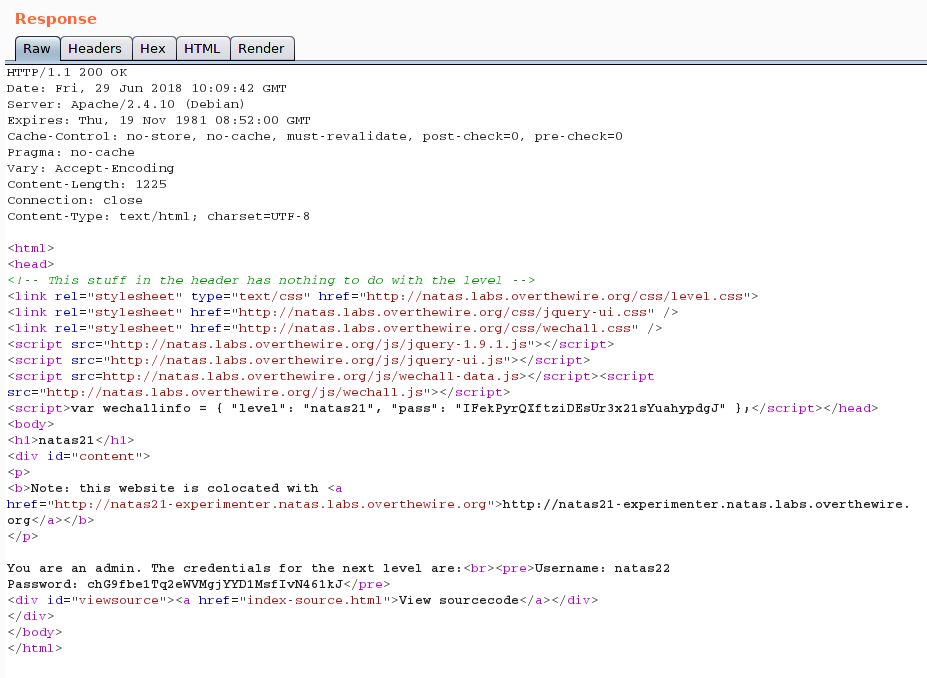 Response
Raw Headers Hex HTML Render
HTTP/1.1 200 OK
Date: Fri, 29 Jun 2018 10:09:42 GMT
Server: Apache/2.4.10 (Debian)
Expires: Thu, 19 Nov 1981 08:52:00 GMT
Cache-Control: no-store, no-cache, must-revalidate, post-check=0, pre-check=0
Pragma: no-cache
Vary: Accept-Encoding
Content-Length: 1225
Connection: close
Content-Type: text/html; charset=UTF-8
<html>
<head>
<!-- This stuff in the header has nothing to do with the level -->
<link rel="stylesheet" type="text/css" href="http://natas.labs.overthewire.org/css/level.css">
<link rel="stylesheet" href="http://natas.labs.overthewire.org/css/jquery-ui.css" />
<link rel="stylesheet" href="http://natas.labs.overthewire.org/css/wechall.css" />
<script src="http://natas.labs.overthewire.org/js/jquery-1.9.1.js"></script>
<script src="http://natas.labs.overthewire.org/js/jquery-ui.js"></script>
<script src=http://natas.labs.overthewire.org/js/wechall-data.js></script><script
src="http://natas.labs.overthewire.org/js/wechall.js"></script>
<script>var wechallinfo = { "level": "natas21", "pass": "IFekPyrQXftziDEsUr3x21sYuahypdgJ" };</script></head>
<body>
<h1>natas21</h1>
<div id="content">
<p>
<b>Note: this website is colocated with <a
href="http://natas21-experimenter.natas.labs.overthewire.org">http://natas21-experimenter.natas.labs.overthewire.
org</a></b>
</p>
You are an admin. The credentials for the next level are:<br><pre>Username: natas22
Password: chG9fbe1Tq2eWVMgjYYD1MsfIvN461kJ</pre>
<div id="viewsource"><a href="index-source.html">View sourcecode</a></div>
</div>
</body>
</html>